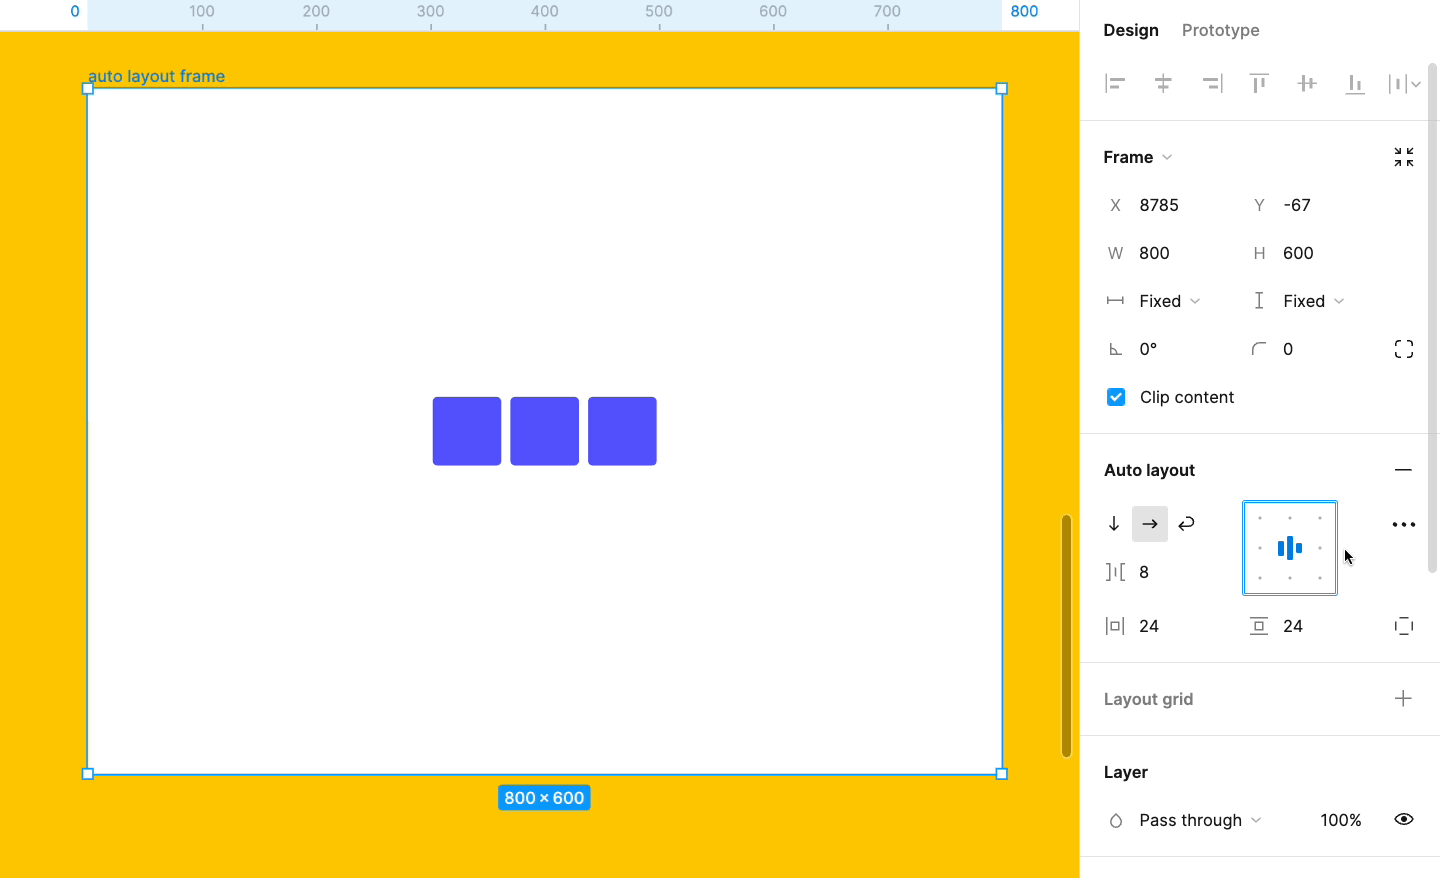 0 100 200 300 400 500 600 700 800
auto layout frame
800 × 600
Design Prototype
Frame
X 8785 Y -67
W 800 H 600
Fixed Fixed
0° 0
Clip content
Auto layout
8
24 24
Layout grid
Layer
Pass through 100%